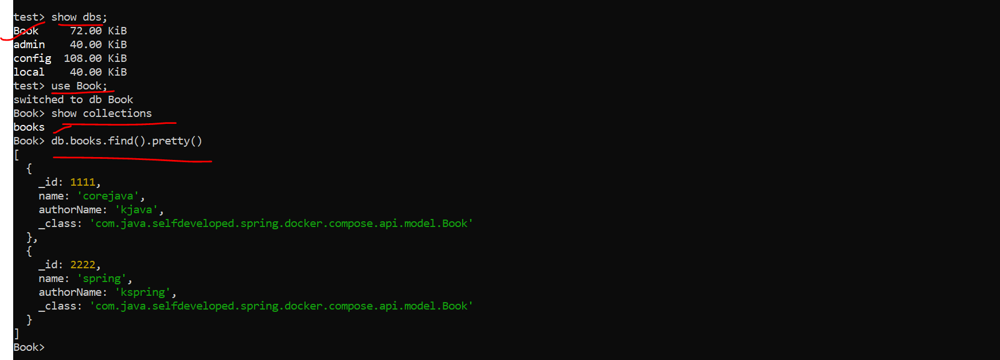 test> show dbs;
Book     72.00 KiB
admin    40.00 KiB
config  108.00 KiB
local    40.00 KiB
test> use Book;
switched to db Book
Book> show collections
books
Book> db.books.find().pretty()
[
  {
    _id: 1111,
    name: 'corejava',
    authorName: 'kjava',
    _class: 'com.java.selfdeveloped.spring.docker.compose.api.model.Book'
  },
  {
    _id: 2222,
    name: 'spring',
    authorName: 'kspring',
    _class: 'com.java.selfdeveloped.spring.docker.compose.api.model.Book'
  }
]
Book>